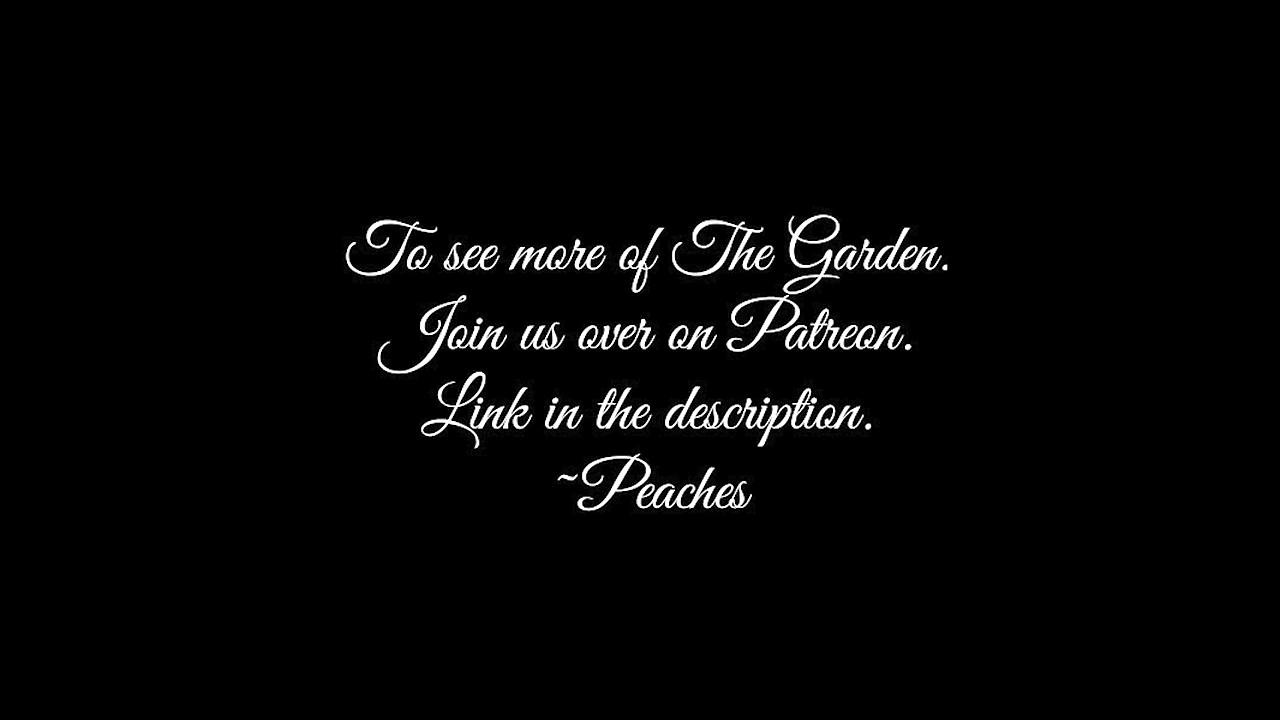 To see more of The Garden.
Join us over on Patreon.
Link in the description.
~Peaches